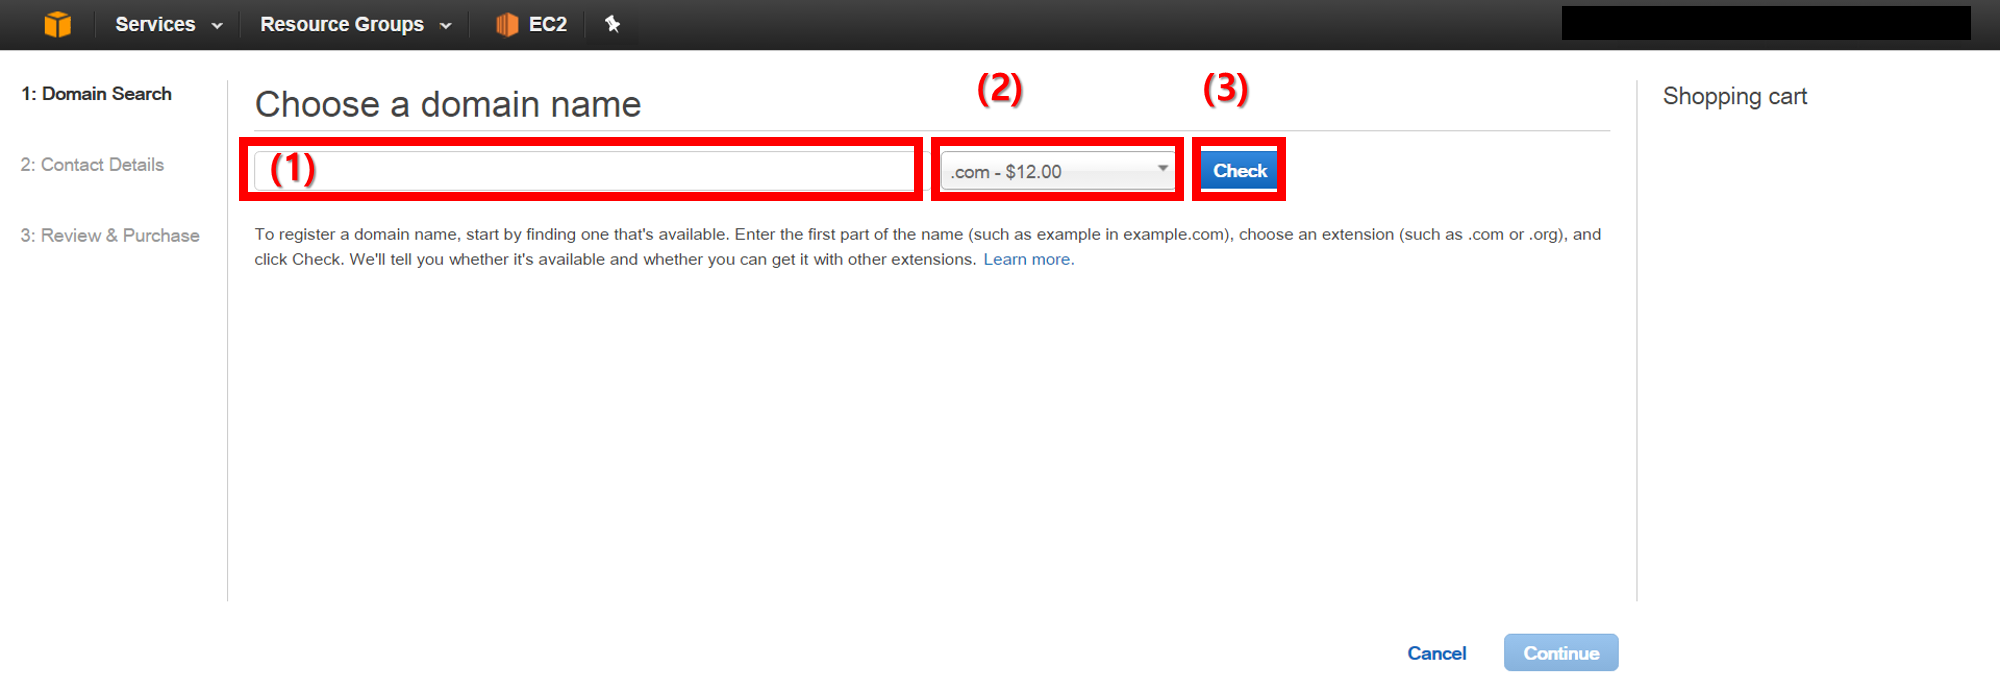 Services Resource Groups EC2
1: Domain Search
2: Contact Details
3: Review & Purchase
Choose a domain name
(1)
(2)
.com - $12.00
(3)
Check
To register a domain name, start by finding one that's available. Enter the first part of the name (such as example in example.com), choose an extension (such as .com or .org), and
click Check. We'll tell you whether it's available and whether you can get it with other extensions. Learn more.
Shopping cart
Cancel Continue